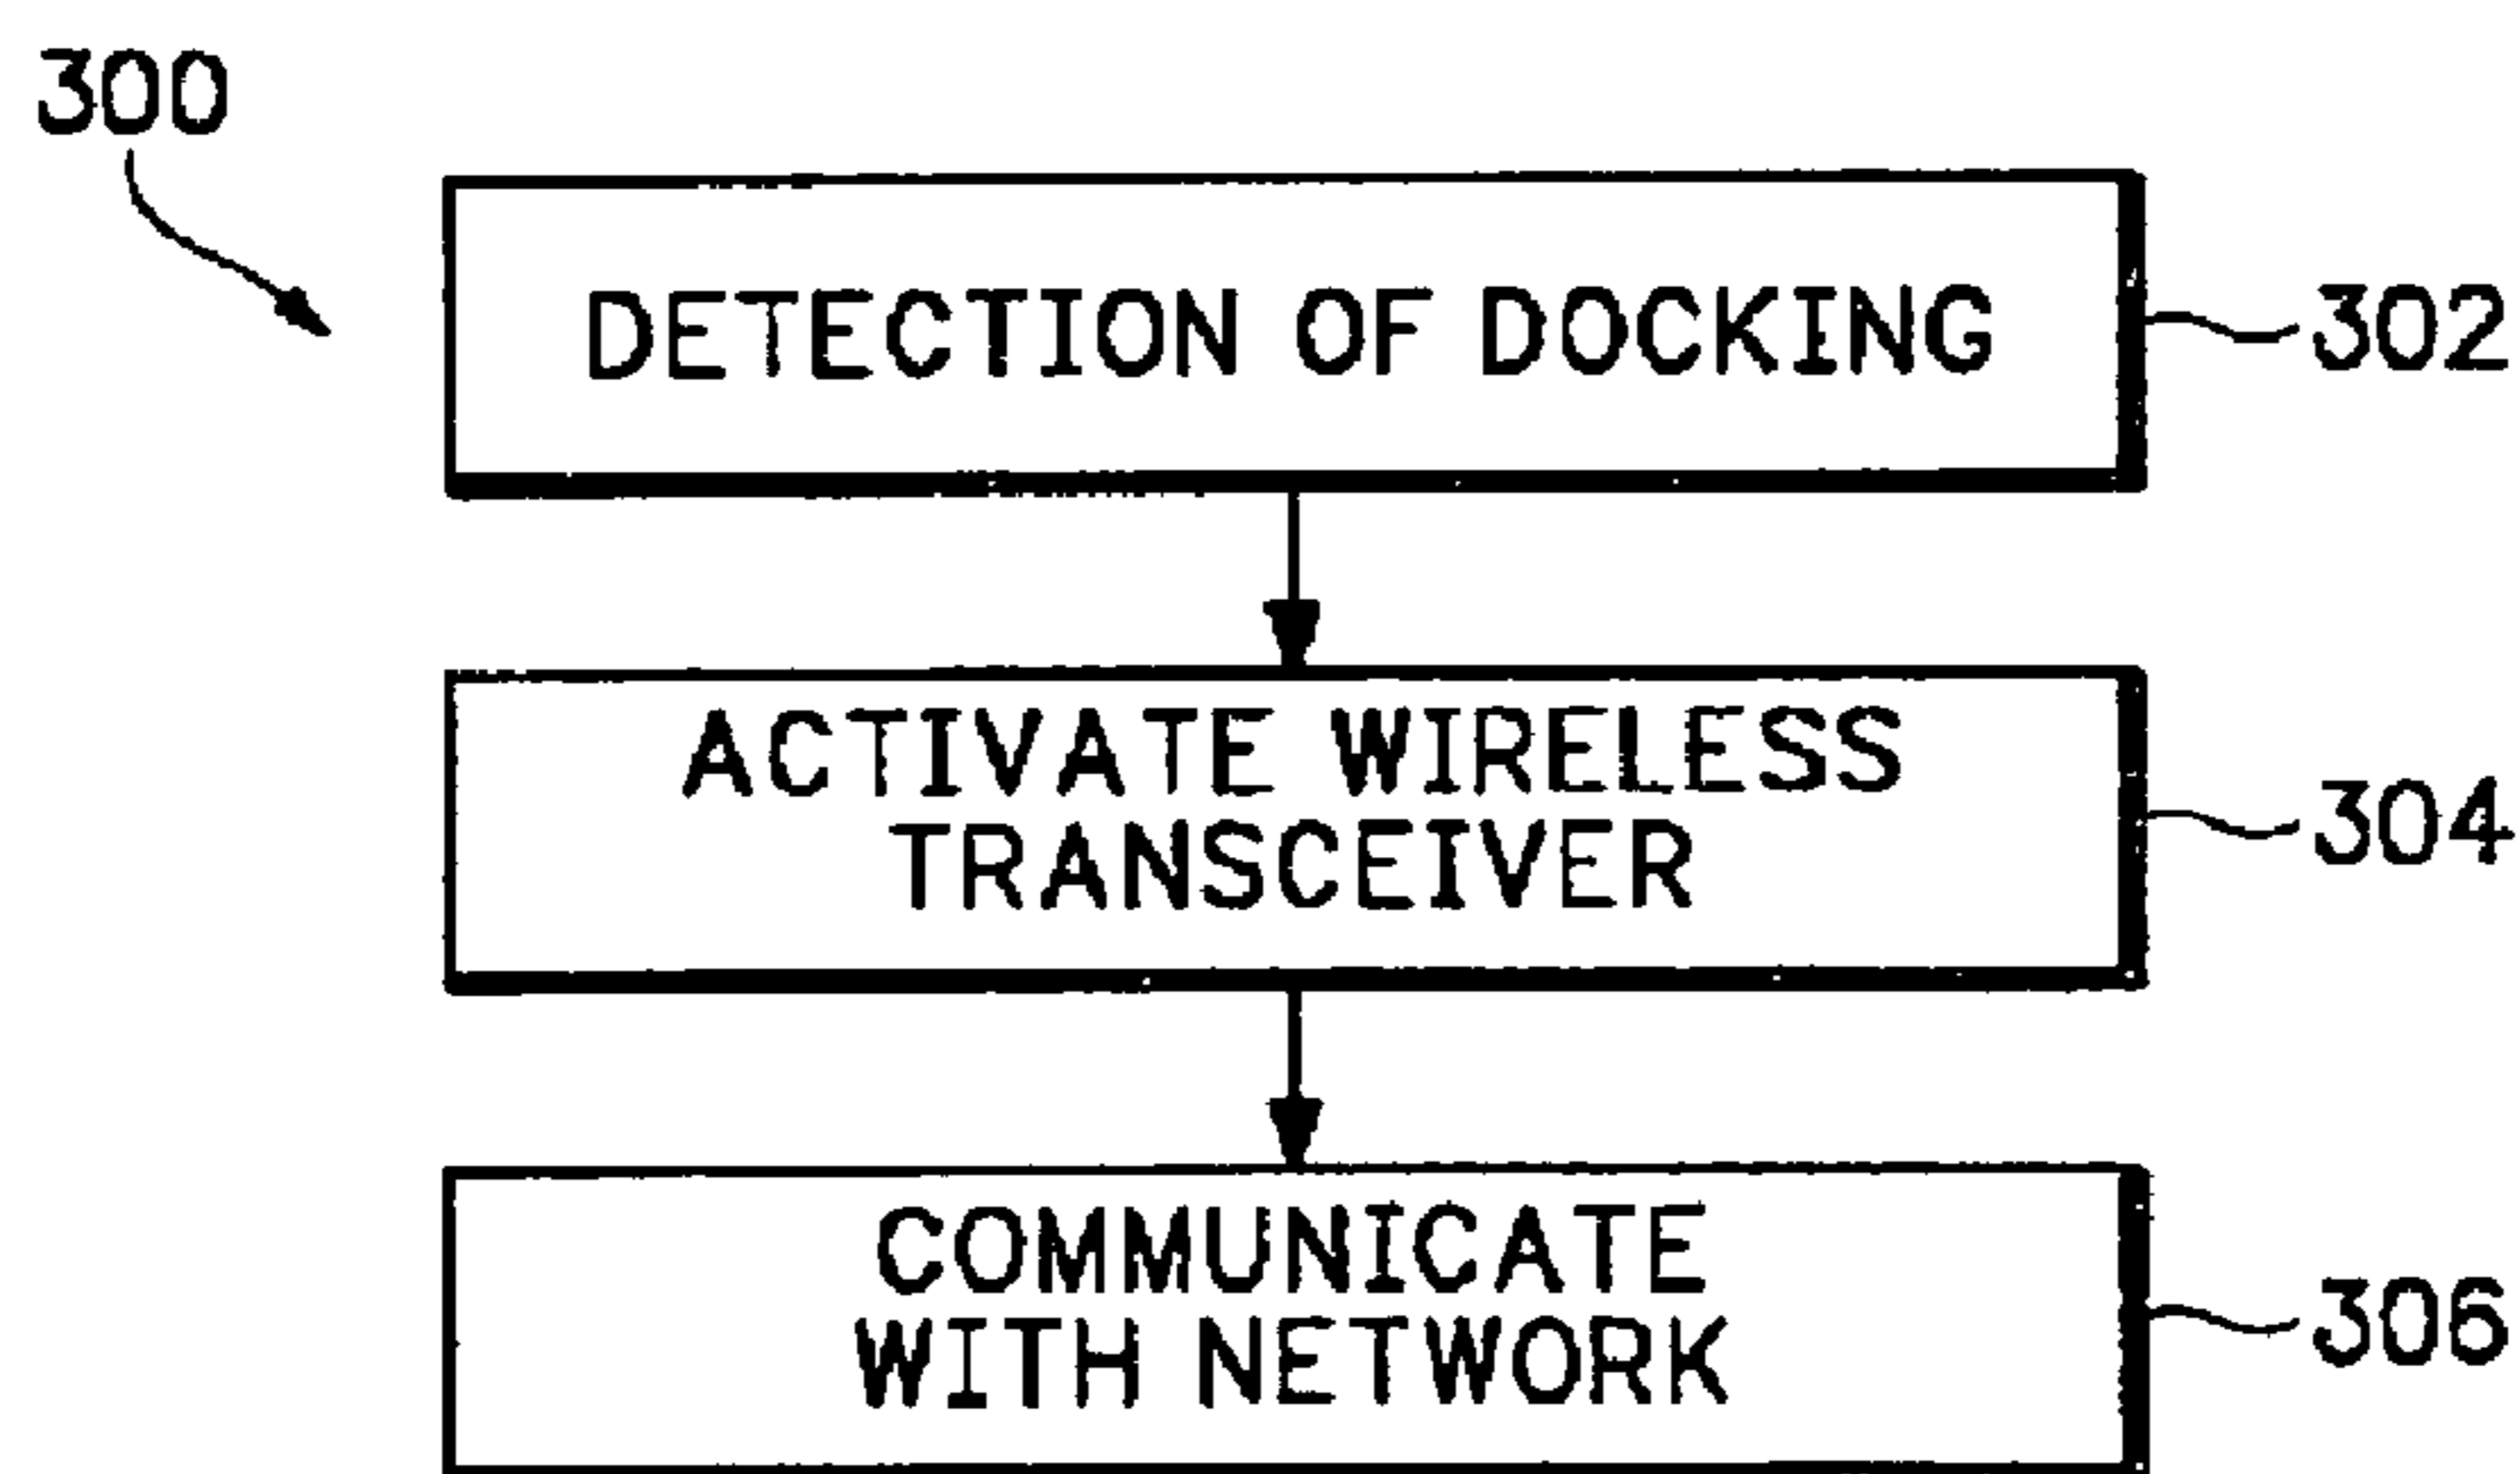 300
DETECTION OF DOCKING
302
ACTIVATE WIRELESS
TRANSCEIVER
304
COMMUNICATE
WITH NETWORK
306